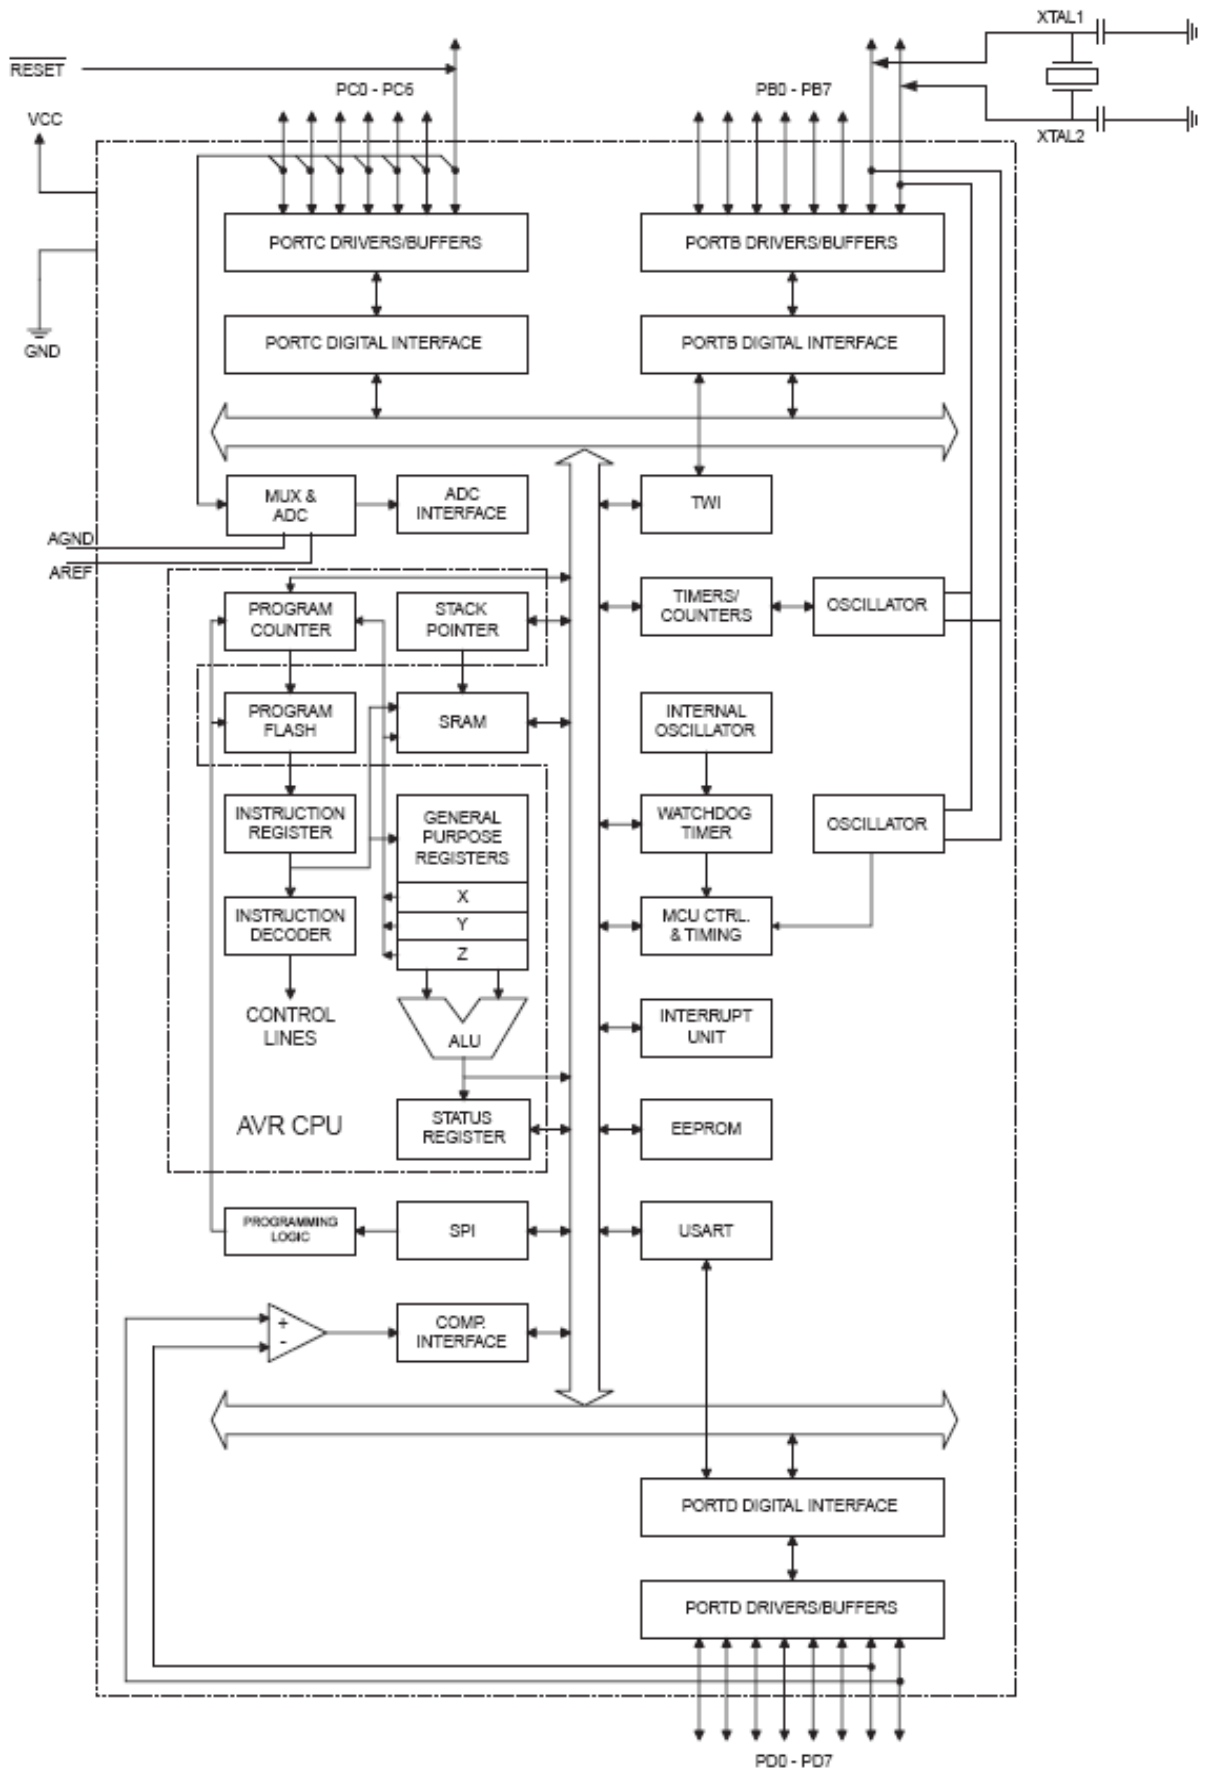 XTAL1
RESET
PC0 - PC6
PB0 - PB7
VCC
XTAL2
PORTC DRIVERS/BUFFERS
PORTB DRIVERS/BUFFERS
GND
PORTC DIGITAL INTERFACE
PORTB DIGITAL INTERFACE
MUX &
ADC
ADC
INTERFACE
TWI
AGND
AREF
PROGRAM
COUNTER
STACK
POINTER
TIMERS/
COUNTERS
OSCILLATOR
PROGRAM
FLASH
SRAM
INTERNAL
OSCILLATOR
INSTRUCTION
REGISTER
GENERAL
PURPOSE
REGISTERS
WATCHDOG
TIMER
OSCILLATOR
X
Y
Z
INSTRUCTION
DECODER
MCU CTRL.
& TIMING
CONTROL
LINES
ALU
INTERRUPT
UNIT
AVR CPU
STATUS
REGISTER
EEPROM
PROGRAMMING
LOGIC
SPI
USART
+
-
COMP.
INTERFACE
PORTD DIGITAL INTERFACE
PORTD DRIVERS/BUFFERS
PD0 - PD7